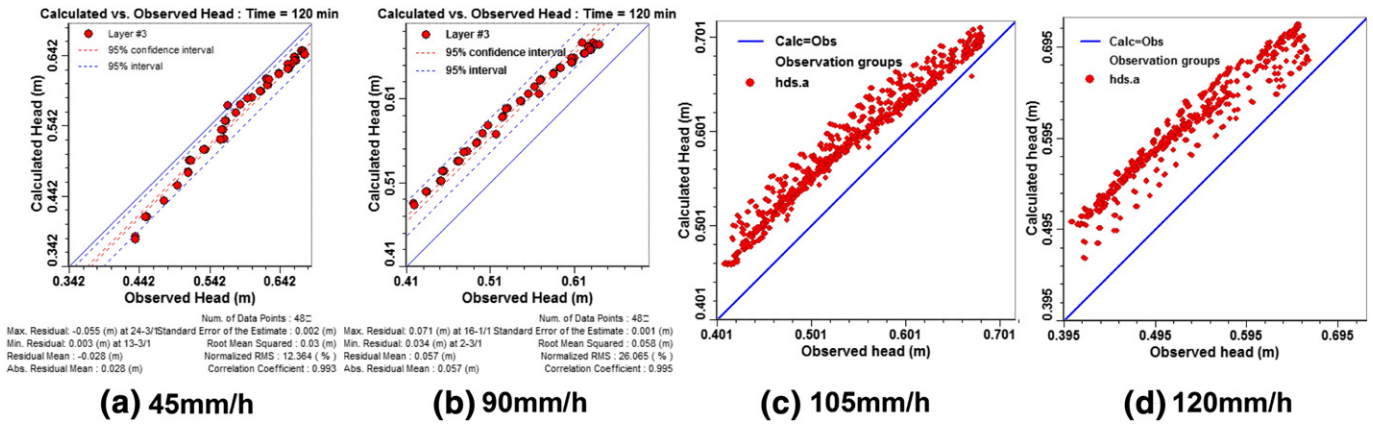 Calculated vs. Observed Head : Time = 120 min
Layer #3
95% confidence interval
95% interval
Calculated Head (m)
0.642
0.542
0.442
0.342
0.342
0.442
0.542
0.642
Observed Head (m)
Num. of Data Points : 48
Max. Residual: -0.055 (m) at 24-3/1
Standard Error of the Estimate : 0.002 (m)
Min. Residual: 0.003 (m) at 13-3/1
Root Mean Squared : 0.03 (m)
Residual Mean : -0.028 (m)
Normalized RMS : 12.364 ( % )
Abs. Residual Mean : 0.028 (m)
Correlation Coefficient : 0.993
(a) 45mm/h
Calculated vs. Observed Head : Time = 120 min
Layer #3
95% confidence interval
95% interval
Calculated Head (m)
0.61
0.51
0.41
0.41
0.51
0.61
Observed Head (m)
Num. of Data Points : 48
Max. Residual: 0.071 (m) at 16-1/1
Standard Error of the Estimate : 0.001 (m)
Min. Residual: 0.034 (m) at 2-3/1
Root Mean Squared : 0.058 (m)
Residual Mean : 0.057 (m)
Normalized RMS : 26.065 ( % )
Abs. Residual Mean : 0.057 (m)
Correlation Coefficient : 0.995
(b) 90mm/h
Calc=Obs
Observation groups
hds.a
Calculated Head (m)
0.701
0.601
0.501
0.401
0.401
0.501
0.601
0.701
Observed head (m)
(c) 105mm/h
Calc=Obs
Observation groups
hds.a
Calculated head (m)
0.695
0.595
0.495
0.395
0.395
0.495
0.595
0.695
Observed head (m)
(d) 120mm/h